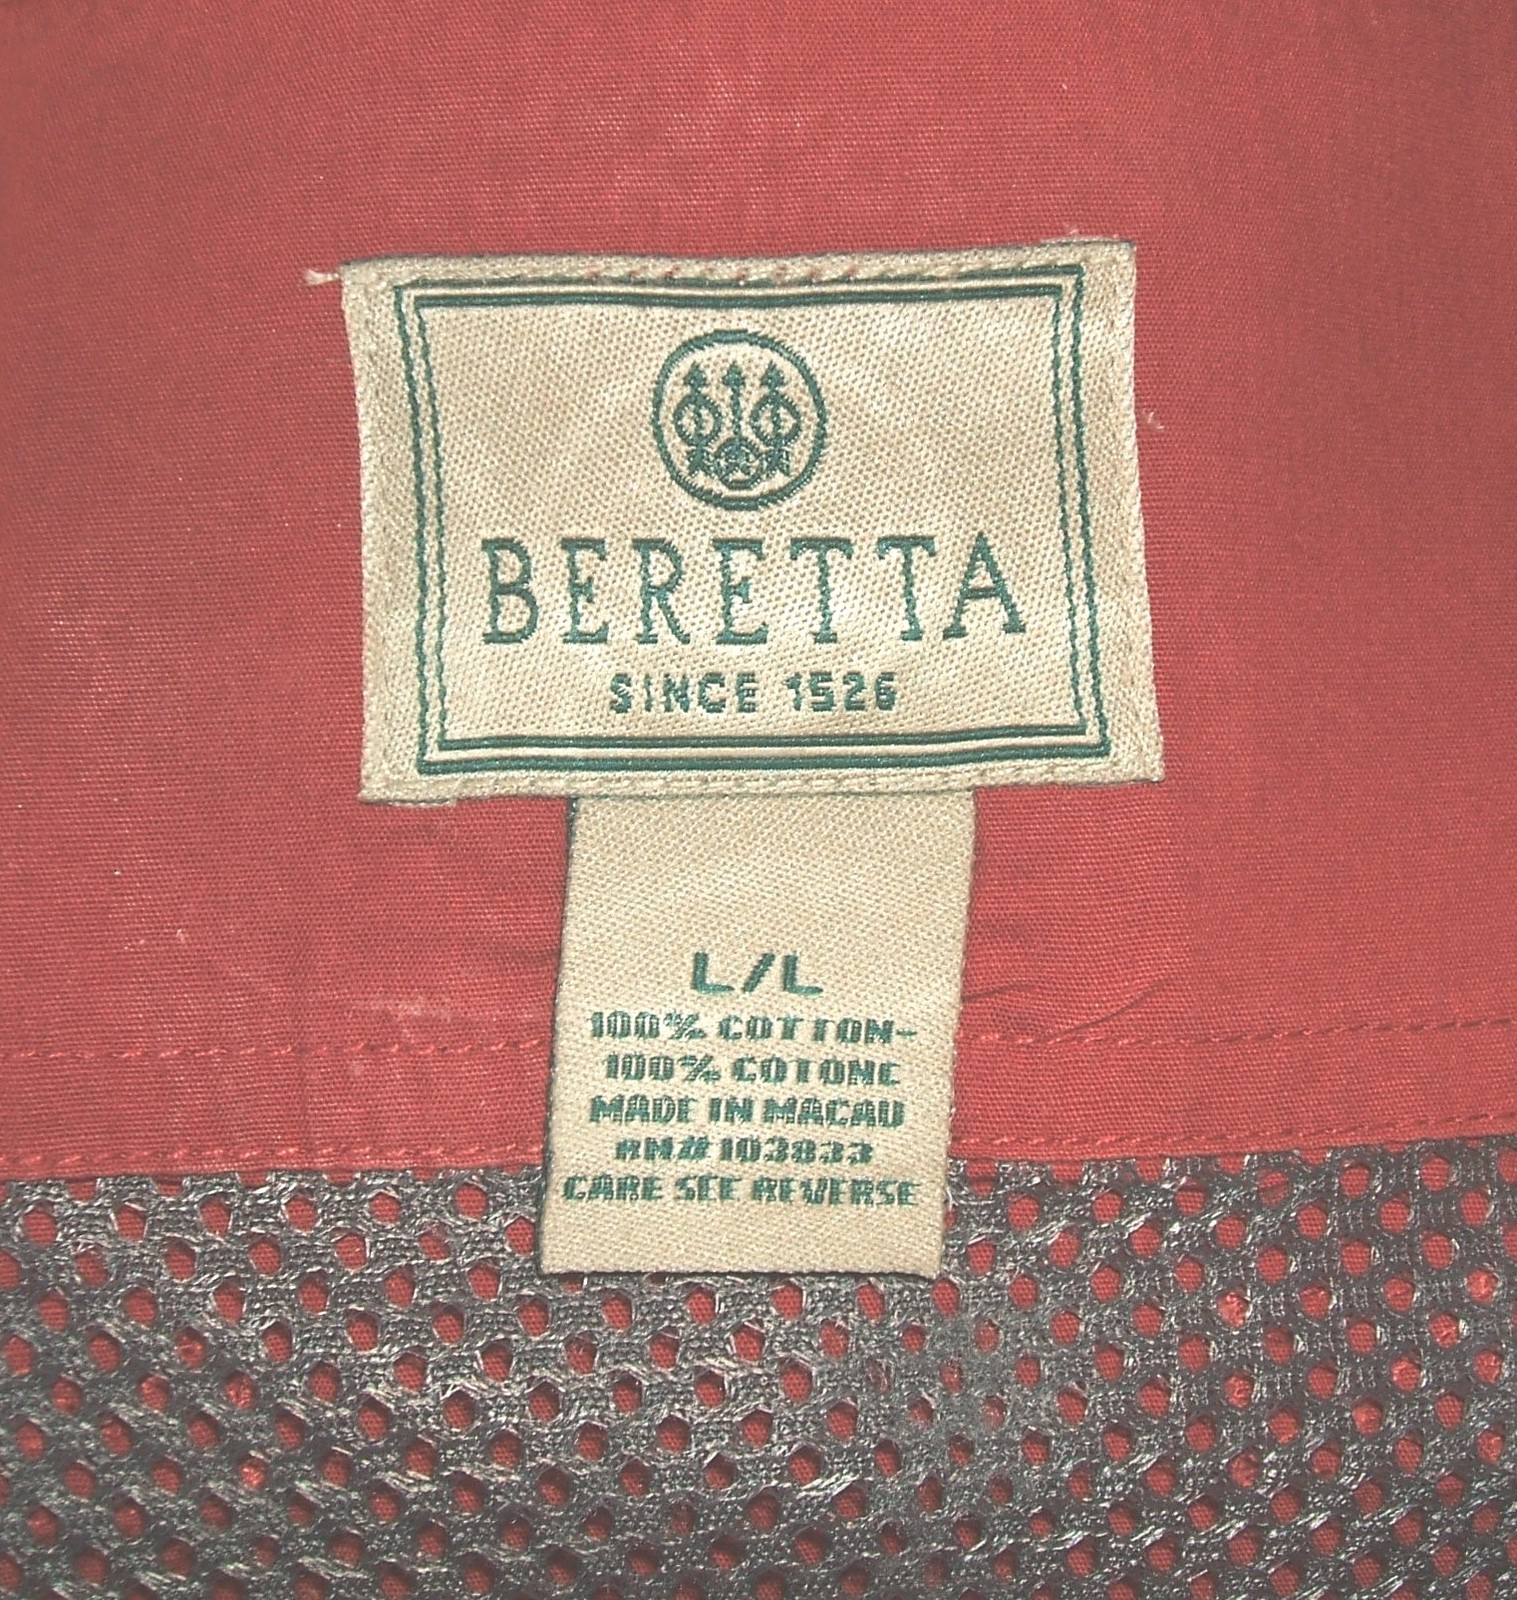 BERETTA
SINCE 1526
L/L
100% COTTON-
100% COTONE
MADE IN MACAU
RN# 103833
CARE SEE REVERSE